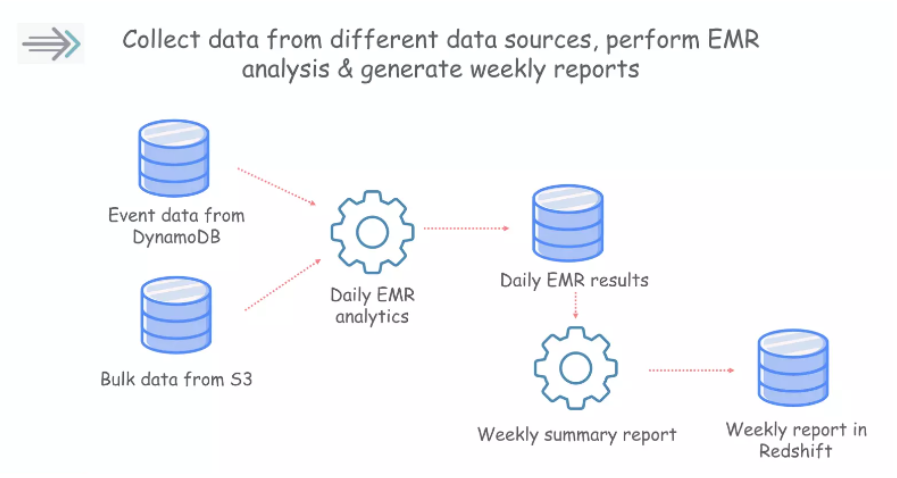 Collect data from different data sources, perform EMR
analysis & generate weekly reports
Event data from
DynamoDB
Bulk data from S3
Daily EMR
analytics
Daily EMR results
Weekly summary report
Weekly report in
Redshift